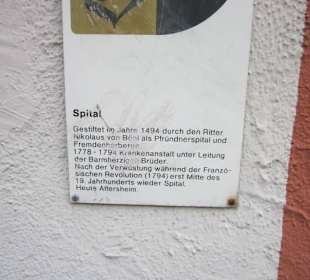 Spital
Gestiftet im Jahre 1494 durch den Ritter
Nikolaus von Böhl als Pfründnerspital und
Fremdenherberge.
1778 - 1794 Krankenanstalt unter Leitung
der Barmherzigen Brüder.
Nach der Verwüstung während der Franzö-
sischen Revolution (1794) erst Mitte des
19. Jahrhunderts wieder Spital.
Heute Altersheim.